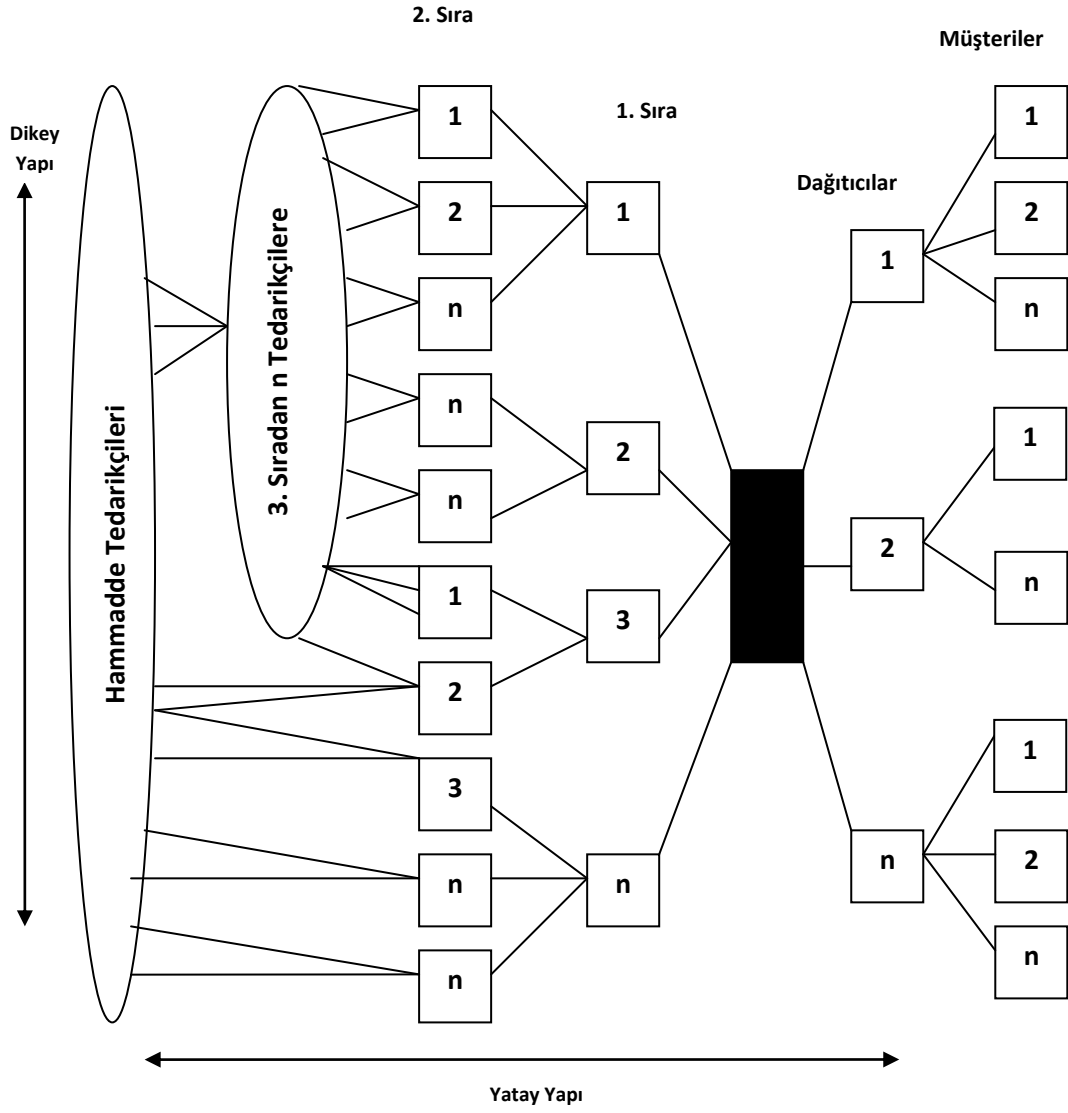 2. Sıra
Müşteriler
1. Sıra
Dikey
Yapı
Dağıtıcılar
Hammadde Tedarikçileri
3. Sıradan n Tedarikçilere
1
2
n
n
n
1
2
3
n
n
1
2
3
n
1
2
n
1
2
n
1
n
1
2
n
Yatay Yapı